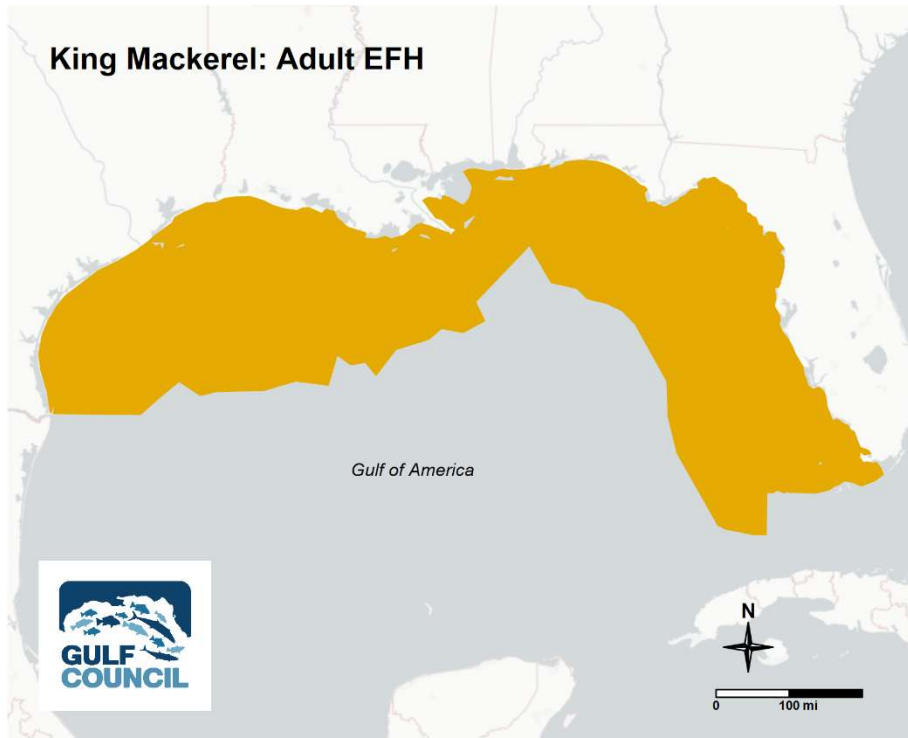 King Mackerel: Adult EFH
Gulf of America
GULF
COUNCIL
N
0 100 mi